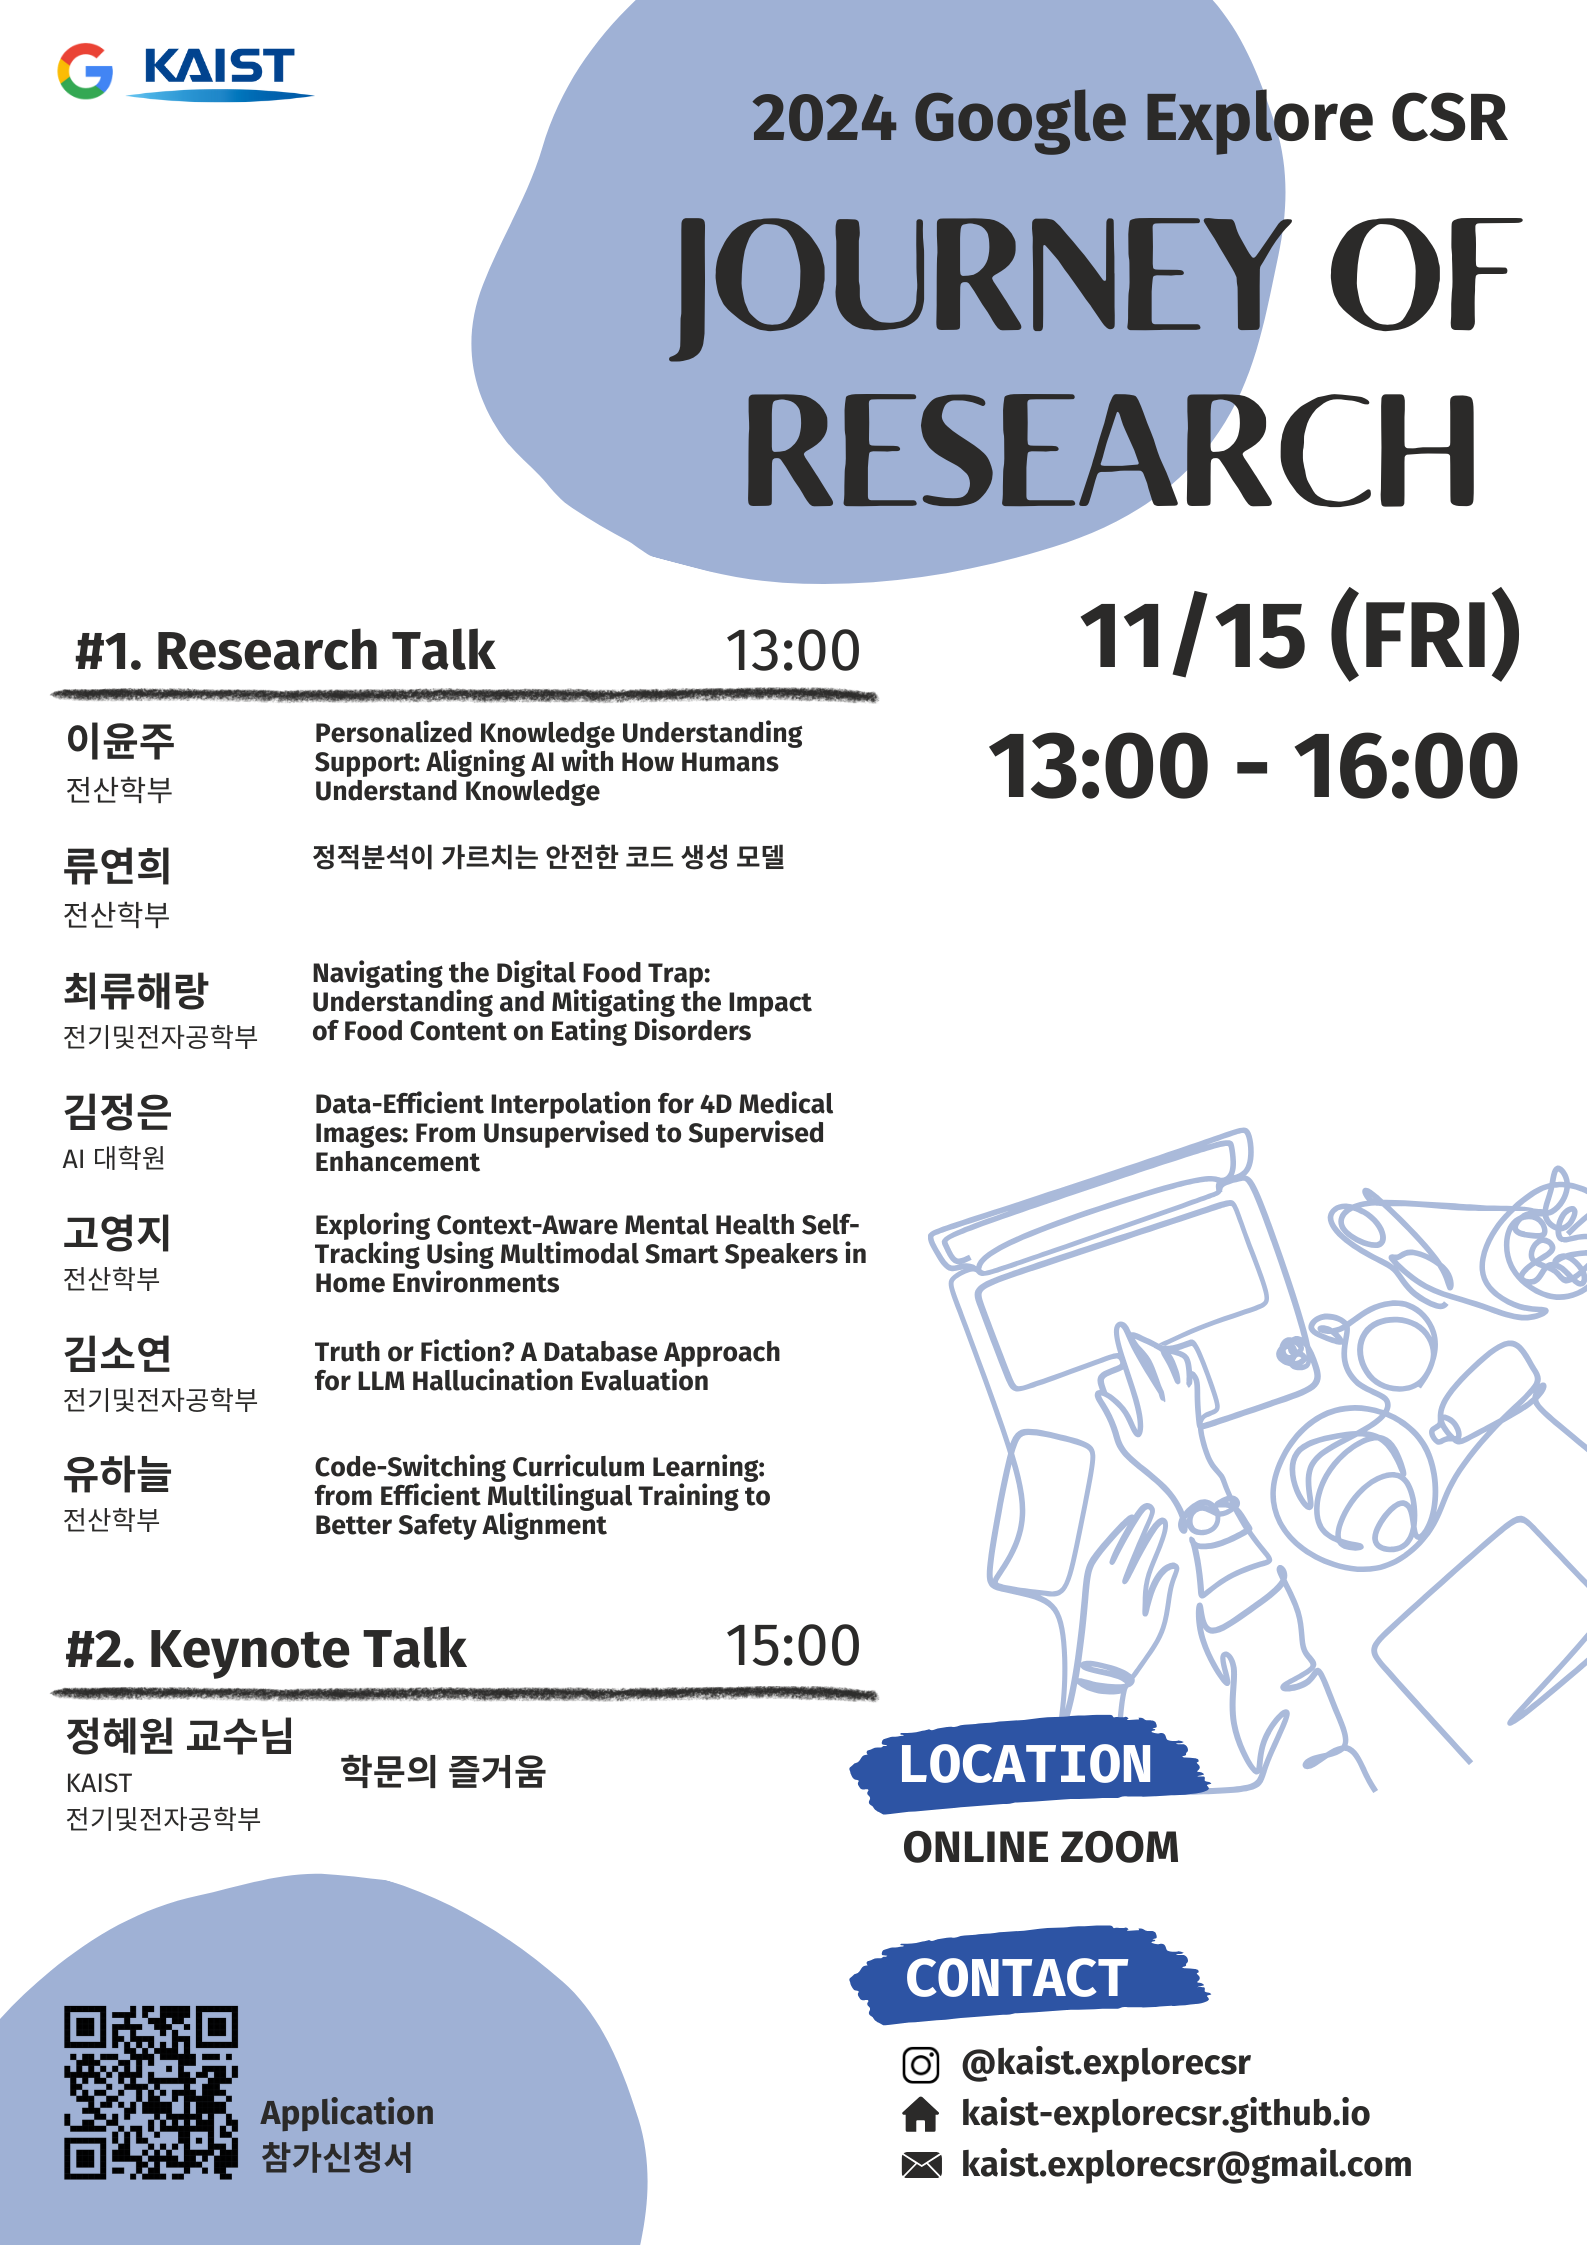 G KAIST
2024 Google Explore CSR
JOURNEY OF
RESEARCH
11/15 (FRI)
13:00 - 16:00
#1. Research Talk 13:00
이윤주
전산학부
Personalized Knowledge Understanding
Support: Aligning AI with How Humans
Understand Knowledge
류연희
전산학부
정적분석이 가르치는 안전한 코드 생성 모델
최류해랑
전기및전자공학부
Navigating the Digital Food Trap:
Understanding and Mitigating the Impact
of Food Content on Eating Disorders
김정은
AI 대학원
Data-Efficient Interpolation for 4D Medical
Images: From Unsupervised to Supervised
Enhancement
고영지
전산학부
Exploring Context-Aware Mental Health Self-
Tracking Using Multimodal Smart Speakers in
Home Environments
김소연
전기및전자공학부
Truth or Fiction? A Database Approach
for LLM Hallucination Evaluation
유하늘
전산학부
Code-Switching Curriculum Learning:
from Efficient Multilingual Training to
Better Safety Alignment
#2. Keynote Talk 15:00
정혜원 교수님
KAIST
전기및전자공학부
학문의 즐거움
LOCATION
ONLINE ZOOM
CONTACT
@kaist.explorecsr
kaist-explorecsr.github.io
kaist.explorecsr@gmail.com
Application
참가신청서